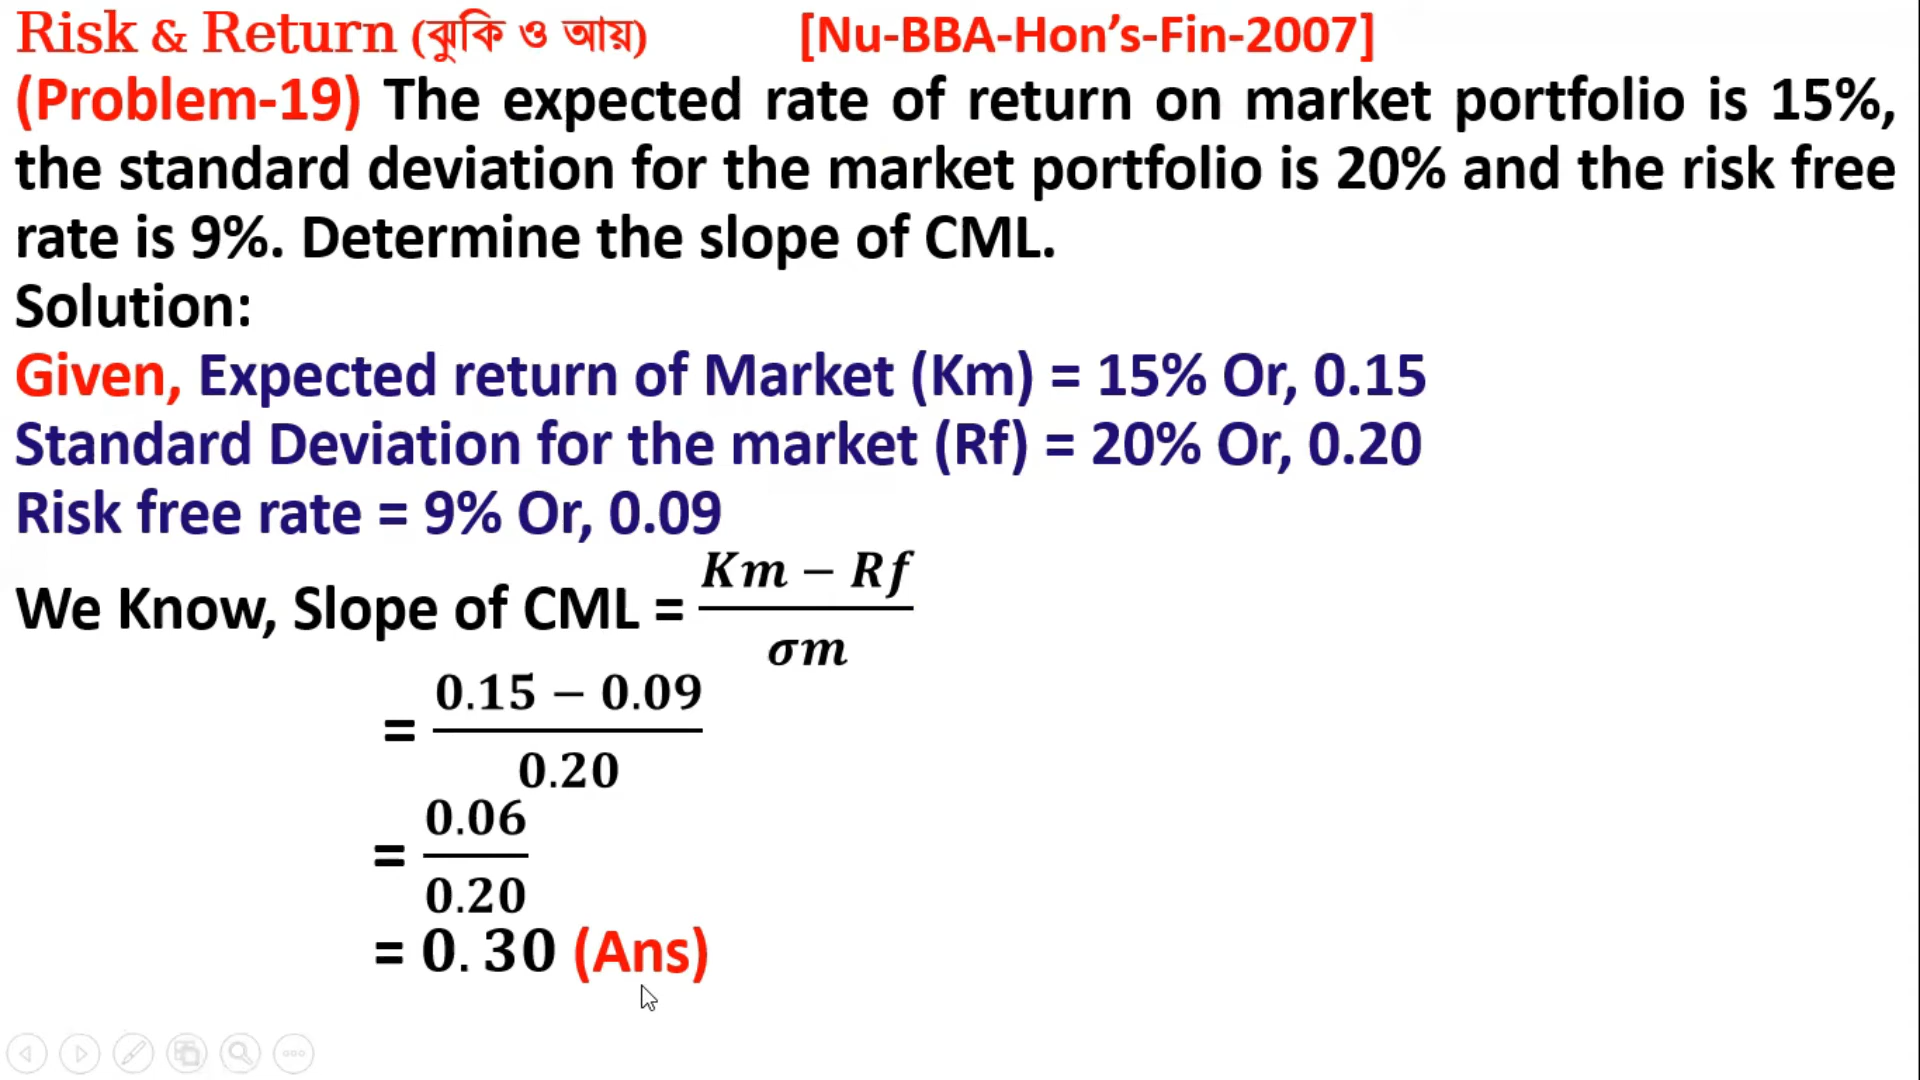 Risk & Return (ঝুকি ও আয়) [Nu-BBA-Hon’s-Fin-2007]
(Problem-19) The expected rate of return on market portfolio is 15%,
the standard deviation for the market portfolio is 20% and the risk free
rate is 9%. Determine the slope of CML.
Solution:
Given, Expected return of Market (Km) = 15% Or, 0.15
Standard Deviation for the market (Rf) = 20% Or, 0.20
Risk free rate = 9% Or, 0.09
We Know, Slope of CML = Km − Rf / σm
= 0.15 − 0.09 / 0.20
= 0.06 / 0.20
= 0.30 (Ans)